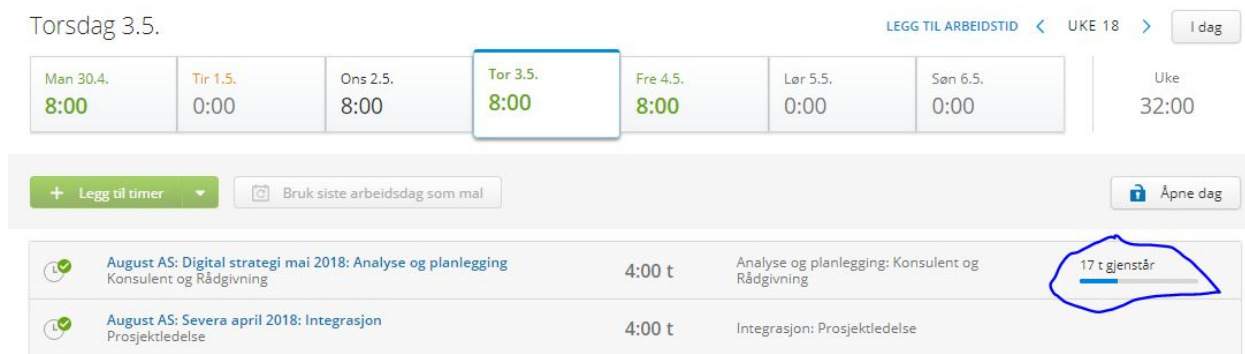 Torsdag 3.5.
LEGG TIL ARBEIDSTID < UKE 18 > I dag
Man 30.4. Tir 1.5. Ons 2.5. Tor 3.5. Fre 4.5. Lør 5.5. Søn 6.5. Uke
8:00 0:00 8:00 8:00 8:00 0:00 0:00 32:00
+ Legg til timer Bruk siste arbeidsdag som mal Åpne dag
August AS: Digital strategi mai 2018: Analyse og planlegging
Konsulent og Rådgivning
4:00 t
Analyse og planlegging: Konsulent og
Rådgivning
17 t gjenstår
August AS: Severa april 2018: Integrasjon
Prosjektledelse
4:00 t
Integrasjon: Prosjektledelse